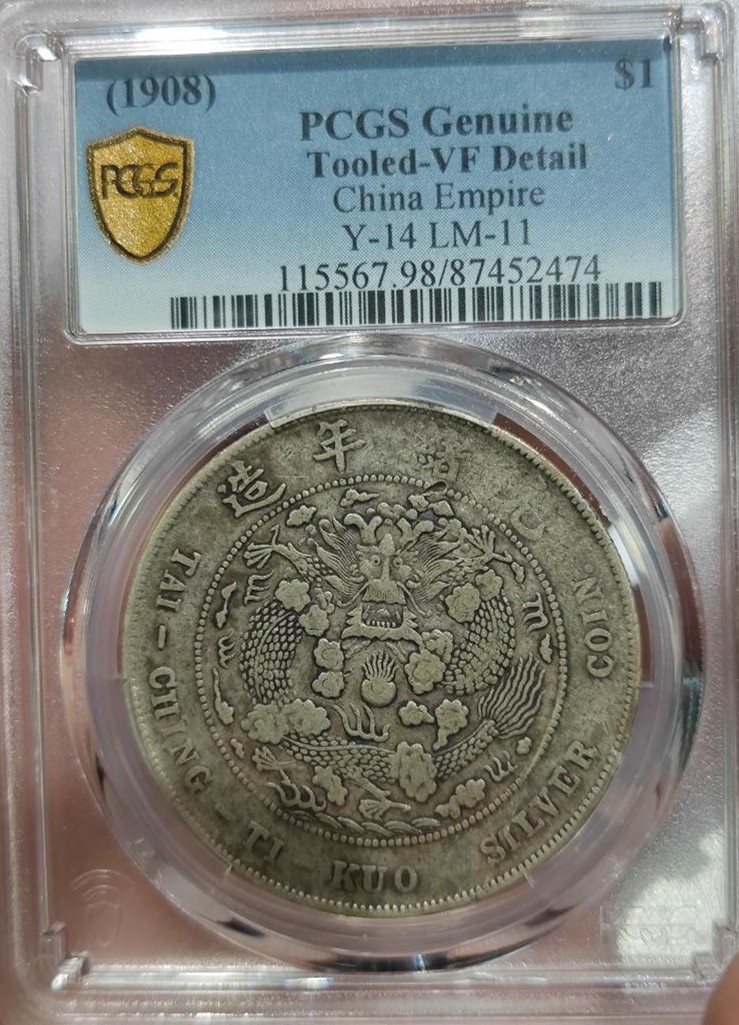 (1908)
$1
PCGS Genuine
Tooled-VF Detail
China Empire
Y-14 LM-11
115567.98/87452474
PCGS
緒年造
TAI-CHING-TI-KUO SILVER COIN